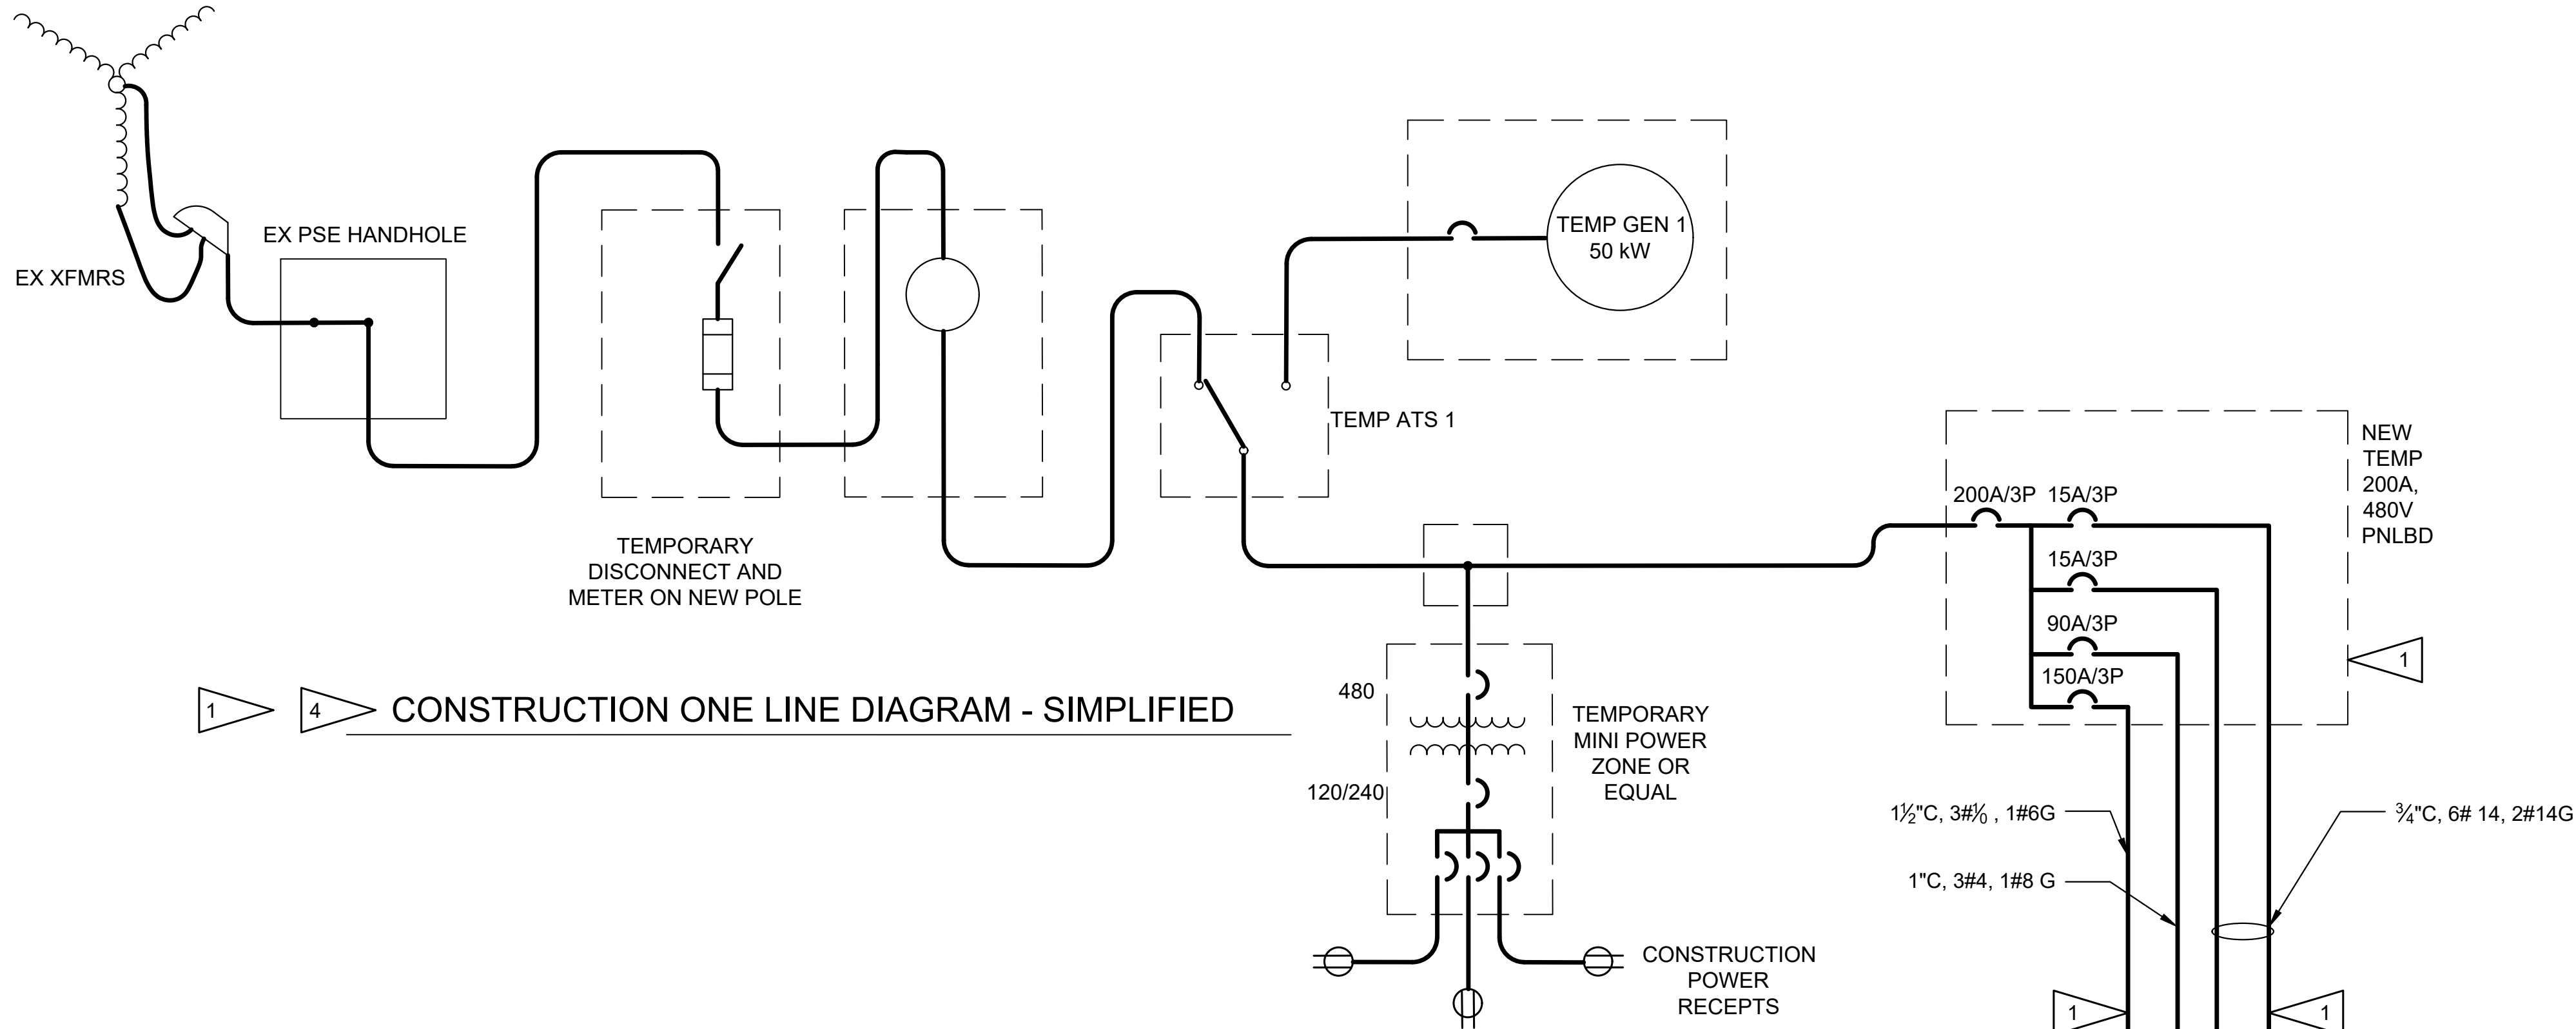 EX XFMRS
EX PSE HANDHOLE
TEMPORARY
DISCONNECT AND
METER ON NEW POLE
TEMP GEN 1
50 kW
TEMP ATS 1
NEW
TEMP
200A,
480V
PNLBD
200A/3P 15A/3P
15A/3P
90A/3P
150A/3P
1
1 4 CONSTRUCTION ONE LINE DIAGRAM - SIMPLIFIED
480
120/240
TEMPORARY
MINI POWER
ZONE OR
EQUAL
CONSTRUCTION
POWER
RECEPTS
1½"C, 3#1/0 , 1#6G
1"C, 3#4, 1#8 G
¾"C, 6# 14, 2#14G
1
1